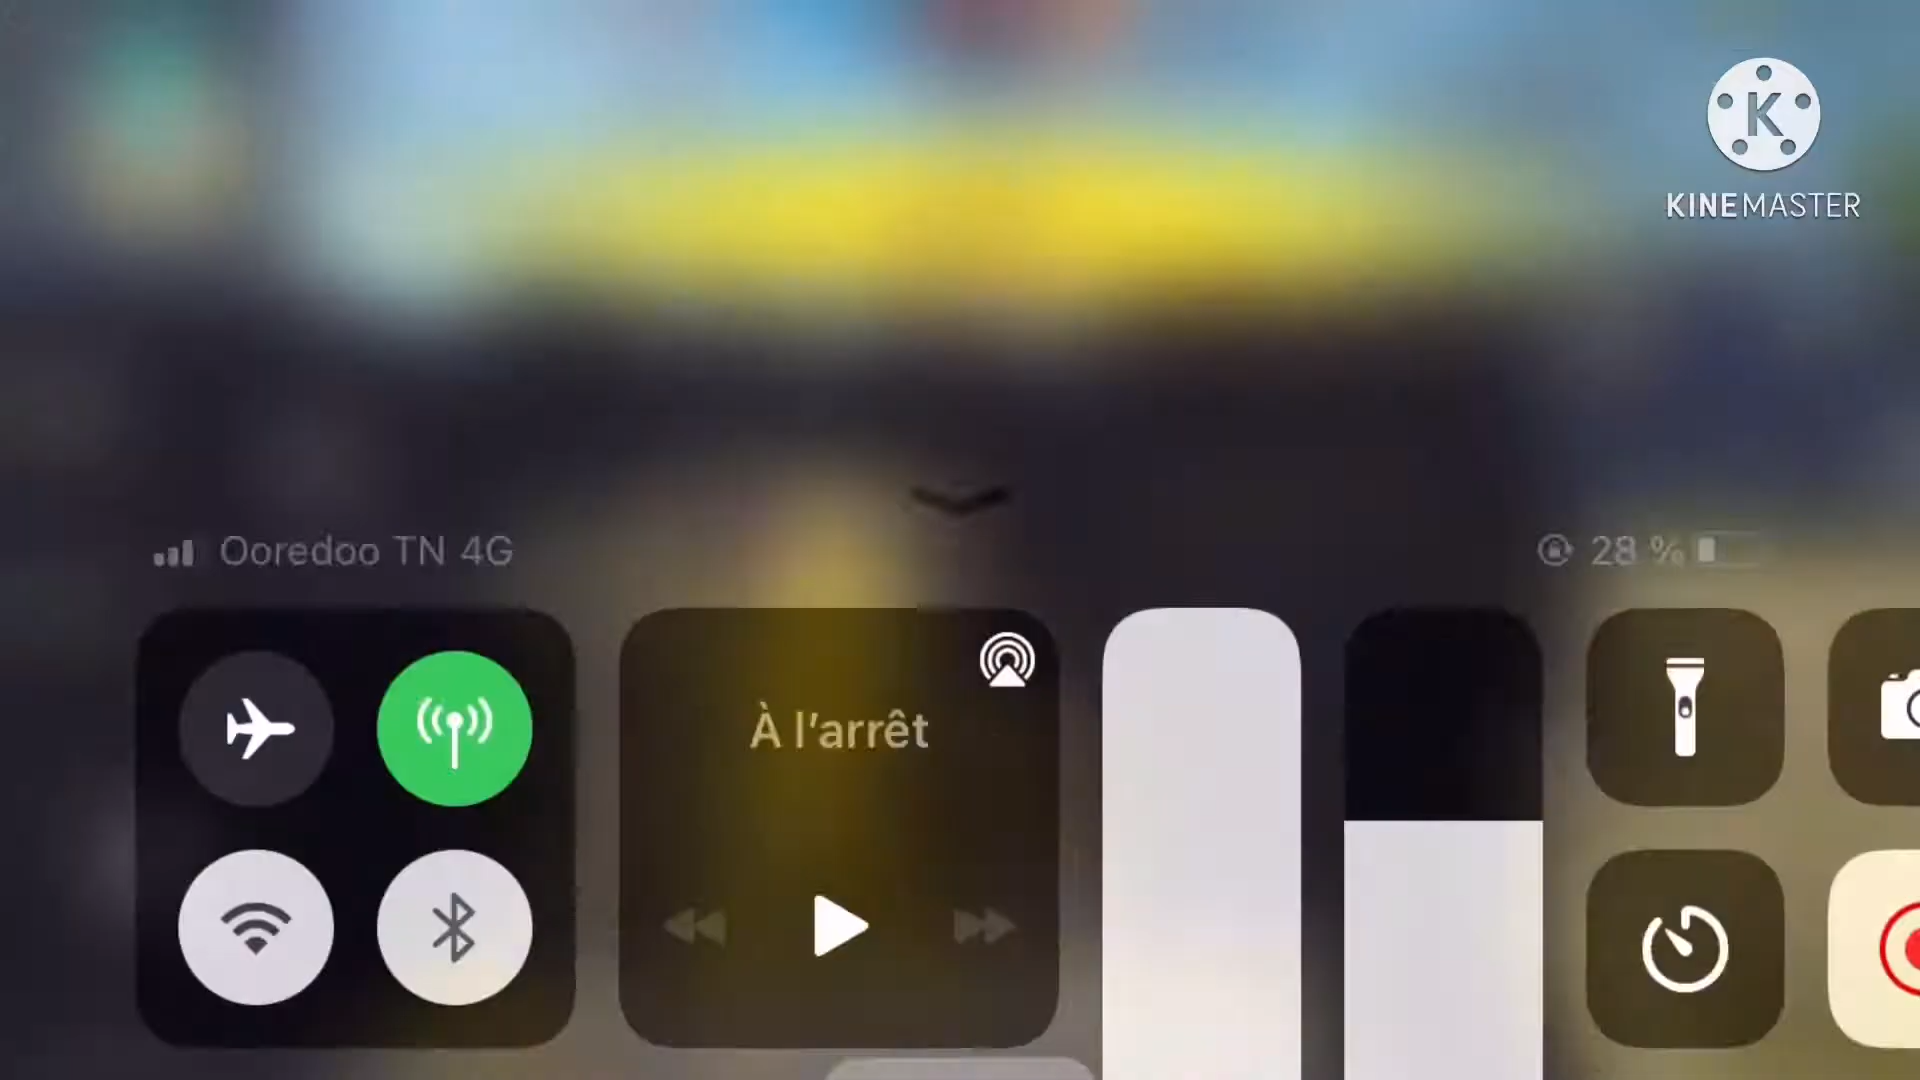 K
KINEMASTER
Ooredoo TN 4G
28 %
À l’arrêt